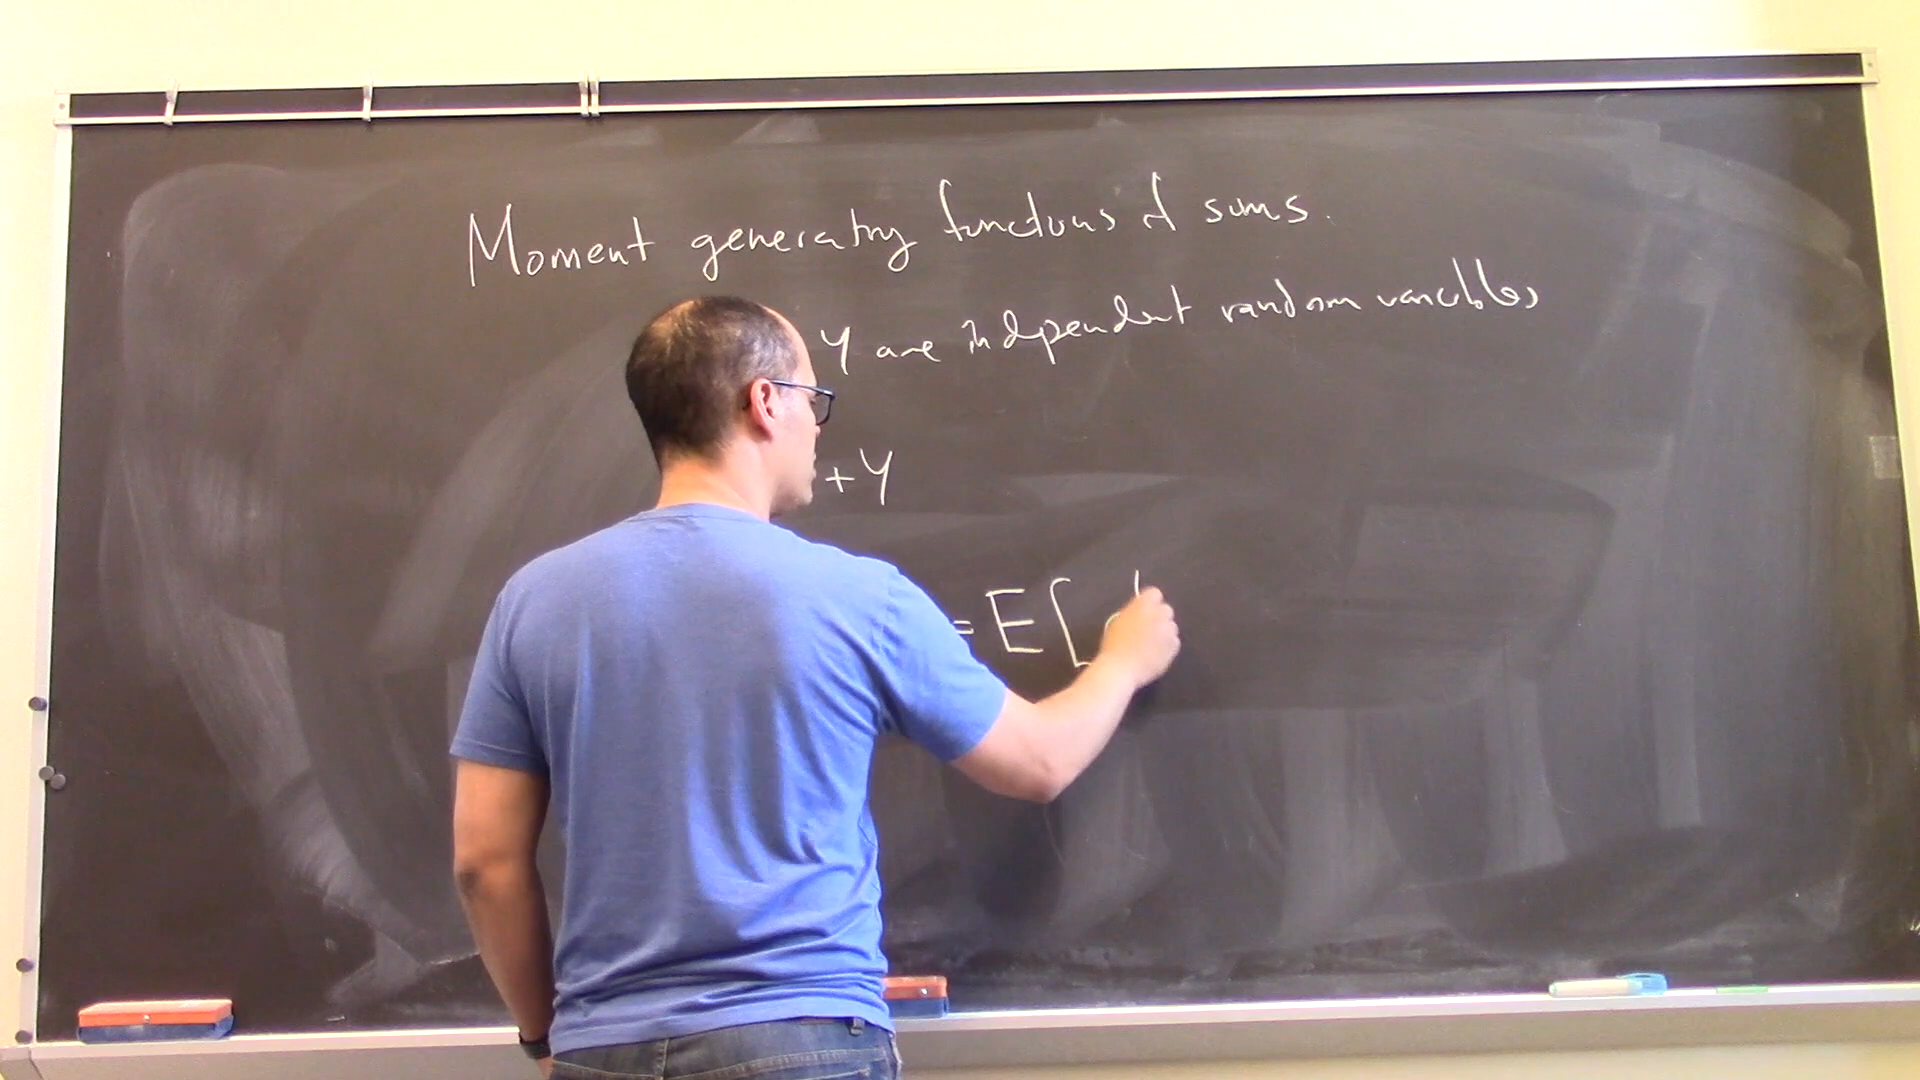 Moment generating functions of sums.
Y are independent random variables
+ Y
= E[